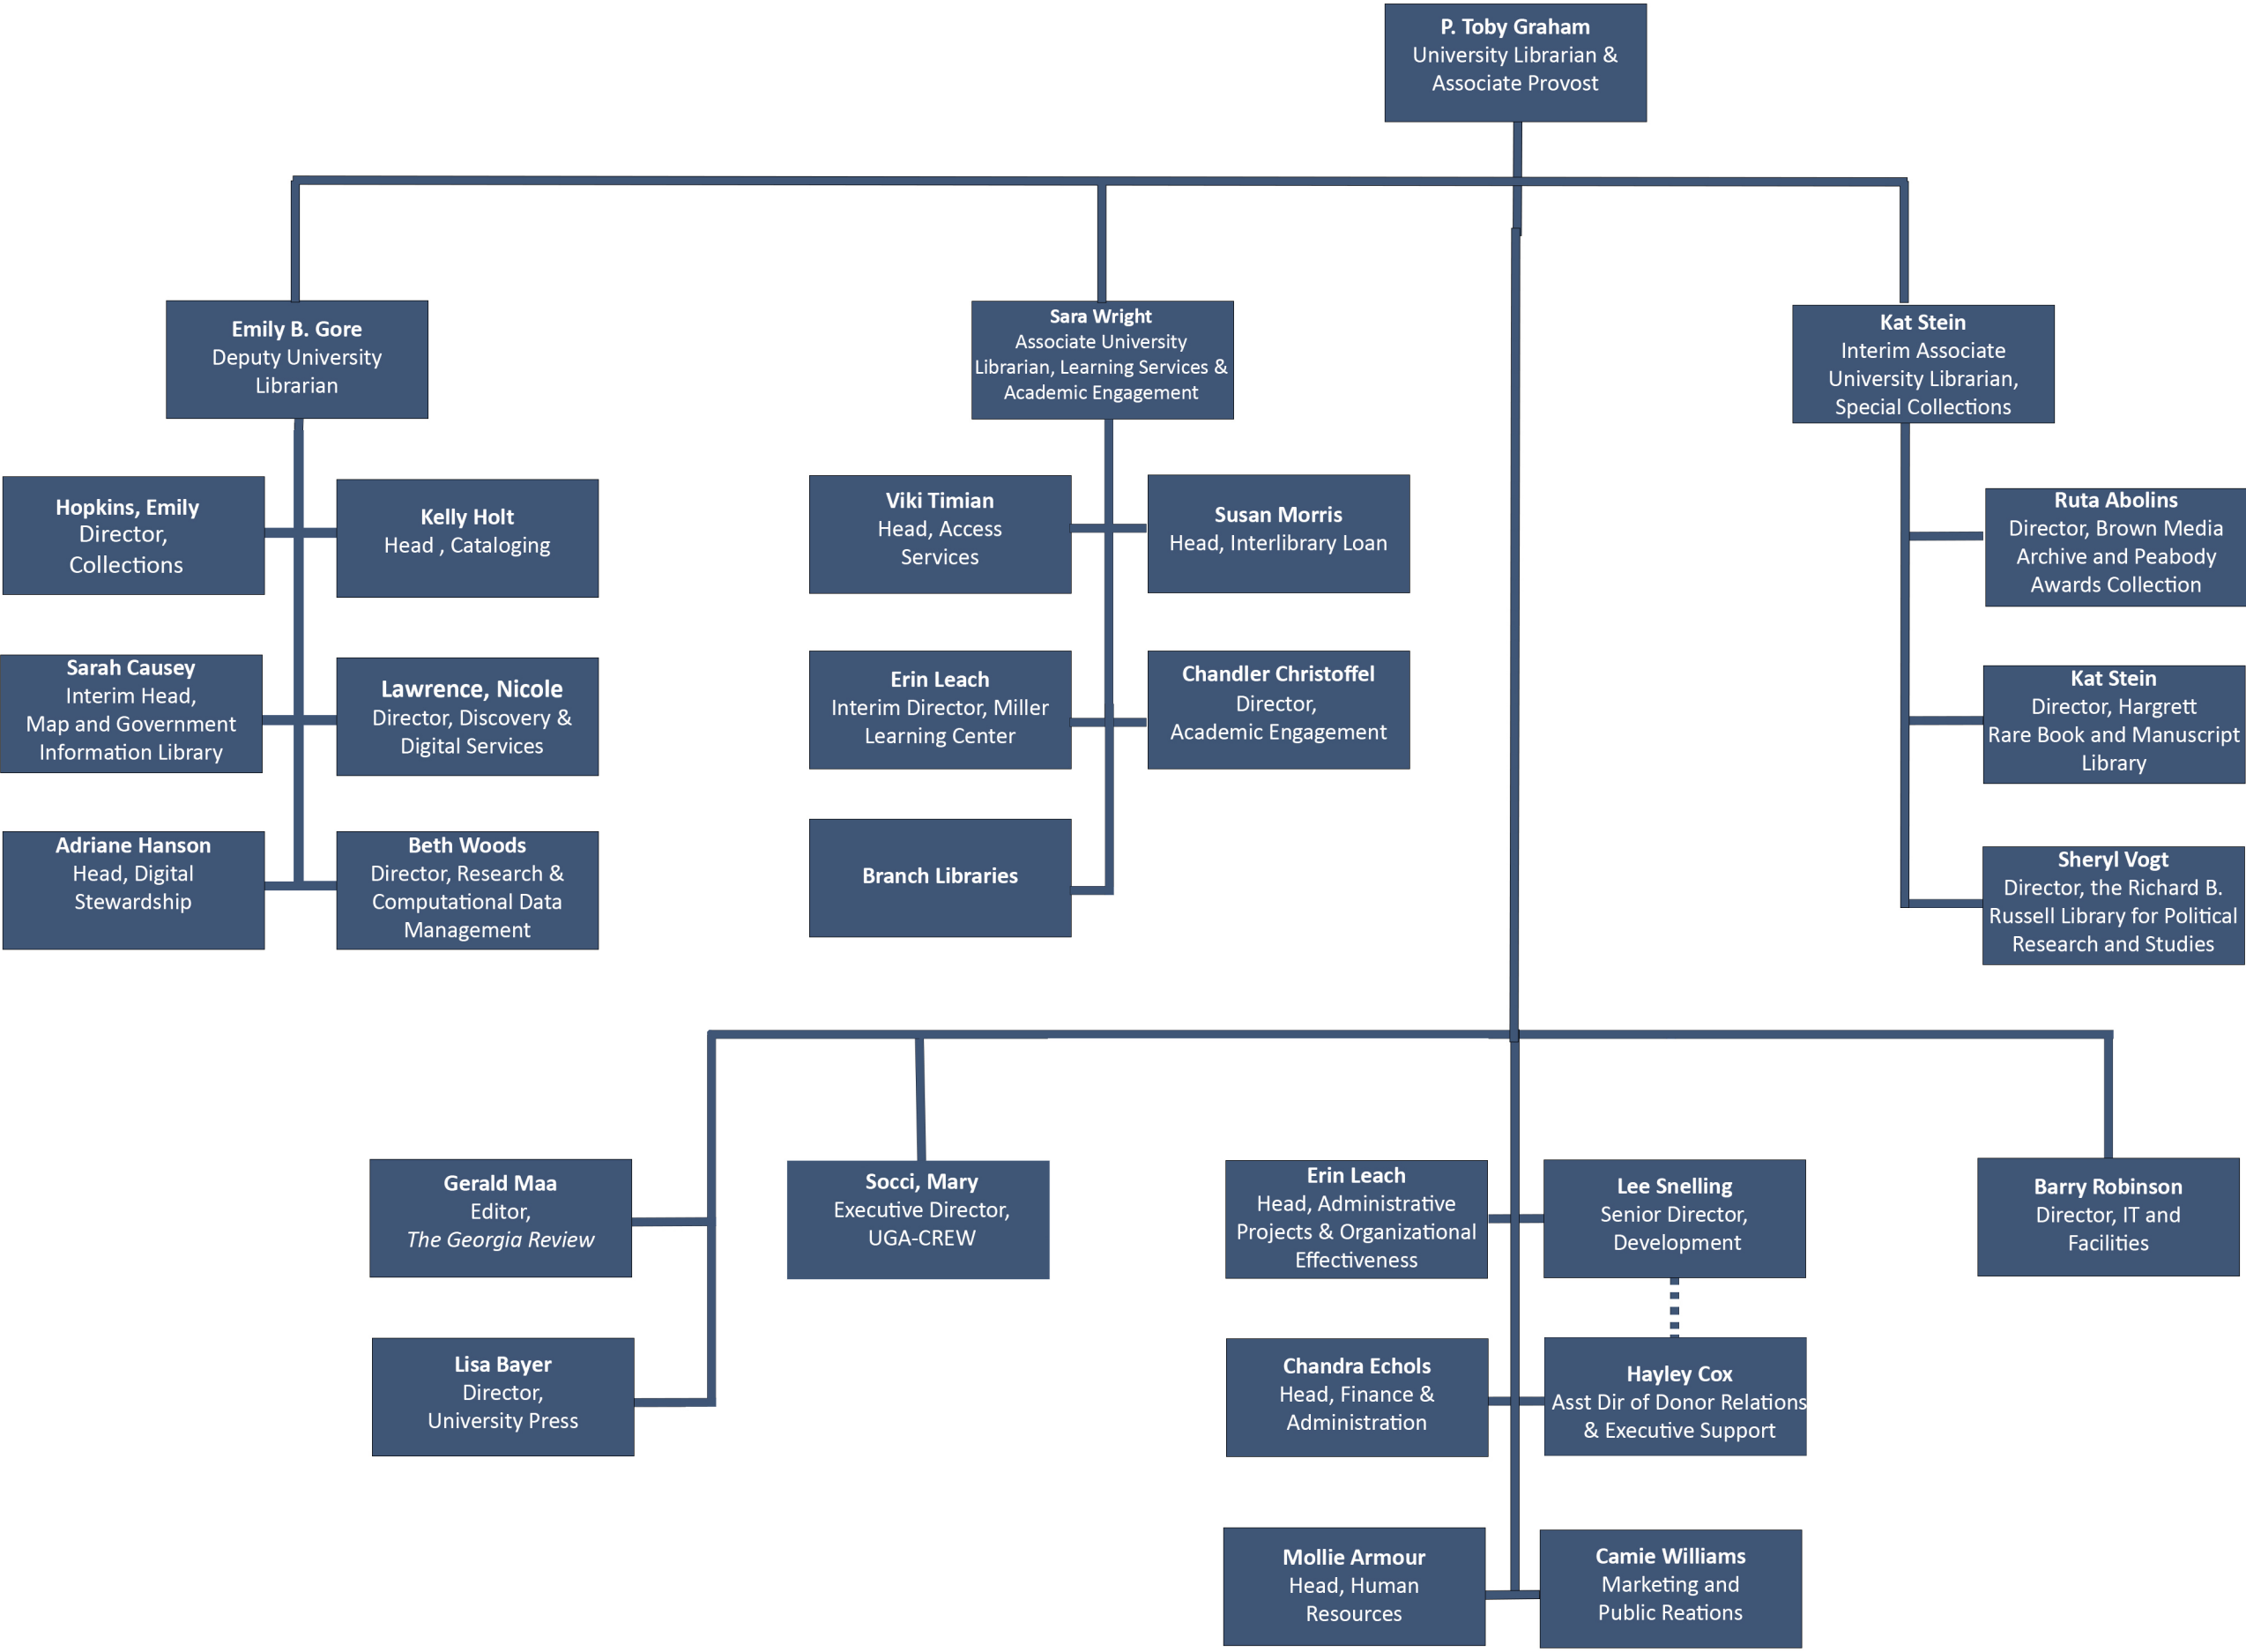 P. Toby Graham
University Librarian &
Associate Provost
Emily B. Gore
Deputy University
Librarian
Sara Wright
Associate University
Librarian, Learning Services &
Academic Engagement
Kat Stein
Interim Associate
University Librarian,
Special Collections
Hopkins, Emily
Director,
Collections
Kelly Holt
Head , Cataloging
Sarah Causey
Interim Head,
Map and Government
Information Library
Lawrence, Nicole
Director, Discovery &
Digital Services
Adriane Hanson
Head, Digital
Stewardship
Beth Woods
Director, Research &
Computational Data
Management
Viki Timian
Head, Access
Services
Susan Morris
Head, Interlibrary Loan
Erin Leach
Interim Director, Miller
Learning Center
Chandler Christoffel
Director,
Academic Engagement
Branch Libraries
Ruta Abolins
Director, Brown Media
Archive and Peabody
Awards Collection
Kat Stein
Director, Hargrett
Rare Book and Manuscript
Library
Sheryl Vogt
Director, the Richard B.
Russell Library for Political
Research and Studies
Gerald Maa
Editor,
The Georgia Review
Lisa Bayer
Director,
University Press
Socci, Mary
Executive Director,
UGA-CREW
Erin Leach
Head, Administrative
Projects & Organizational
Effectiveness
Lee Snelling
Senior Director,
Development
Chandra Echols
Head, Finance &
Administration
Hayley Cox
Asst Dir of Donor Relations
& Executive Support
Mollie Armour
Head, Human
Resources
Camie Williams
Marketing and
Public Reations
Barry Robinson
Director, IT and
Facilities